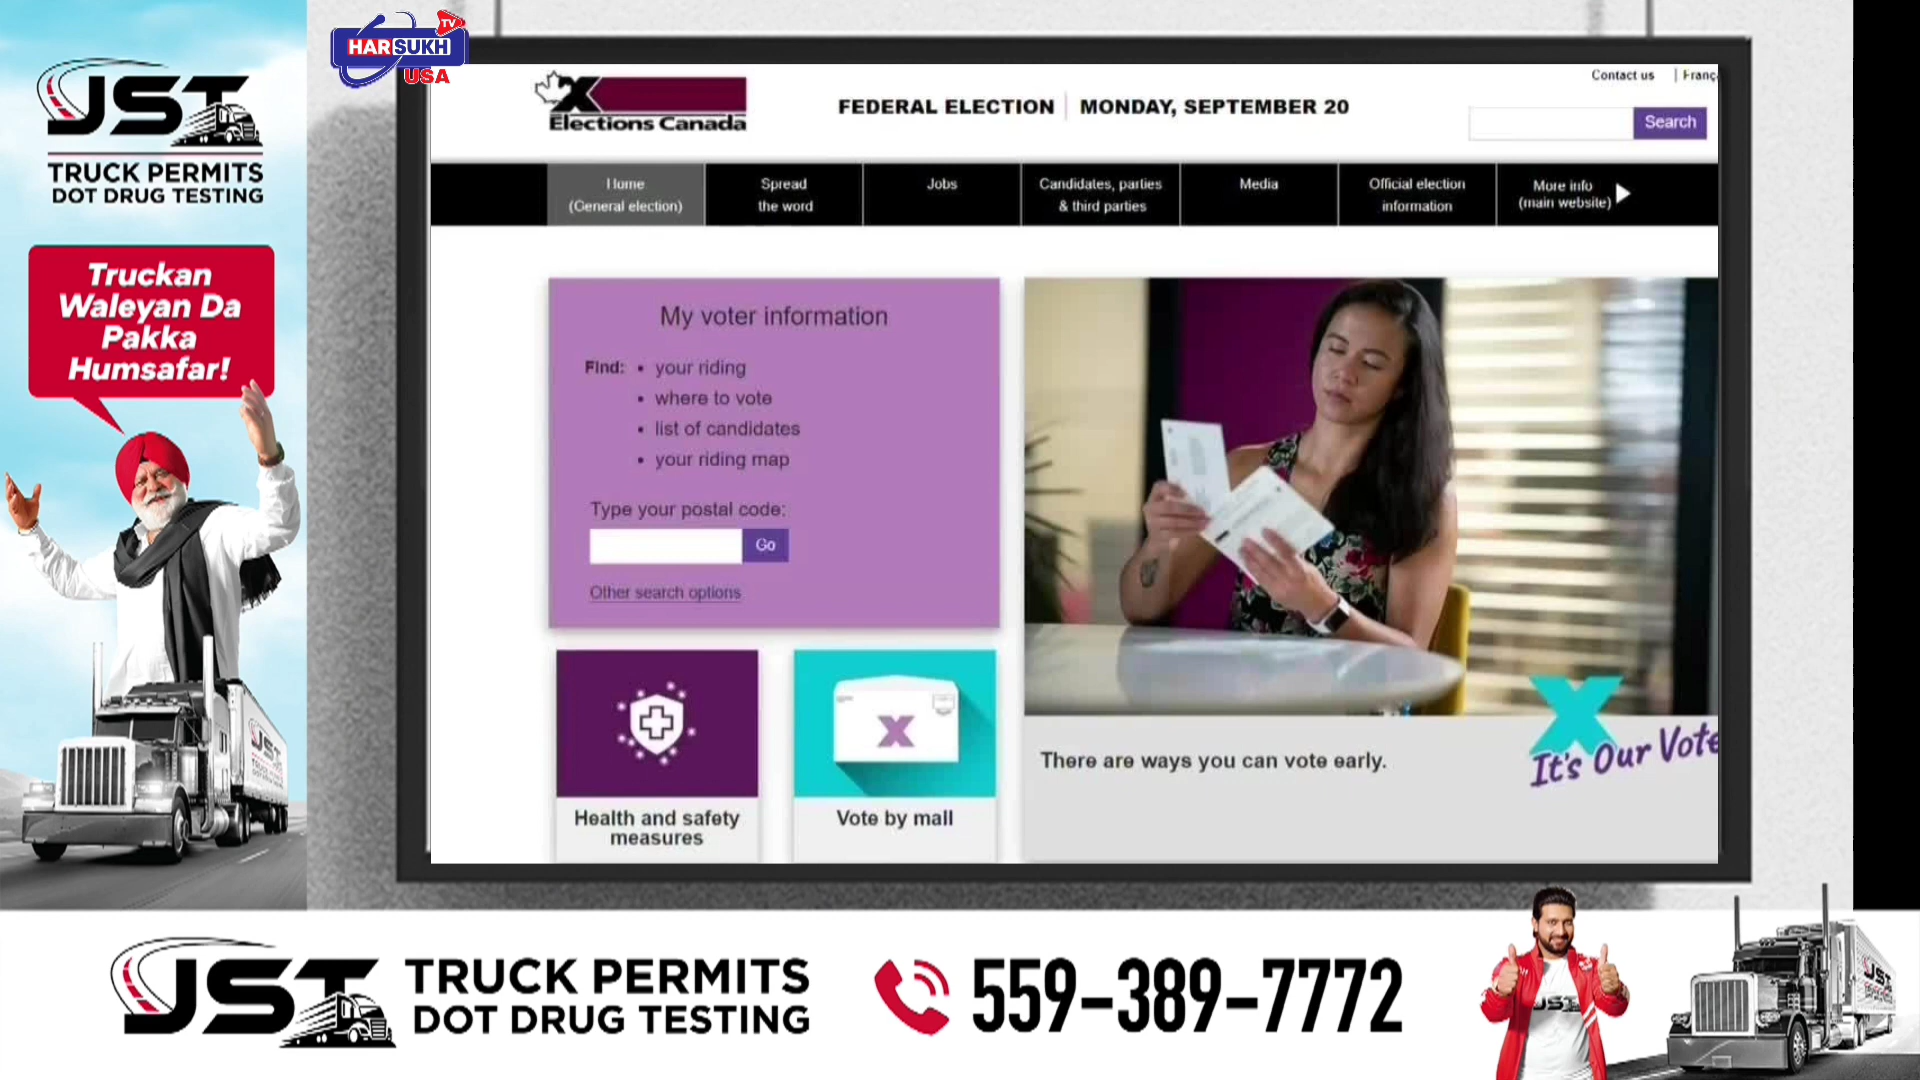 JST
TRUCK PERMITS
DOT DRUG TESTING
Truckan
Waleyan Da
Pakka
Humsafar!
HARSUKH
TV
USA
Elections Canada
FEDERAL ELECTION | MONDAY, SEPTEMBER 20
Contact us | Franç
Search
Home
(General election)
Spread
the word
Jobs
Candidates, parties
& third parties
Media
Official election
information
More info
(main website)
My voter information
Find: • your riding
• where to vote
• list of candidates
• your riding map
Type your postal code:
Go
Other search options
Health and safety
measures
X
Vote by mail
There are ways you can vote early.
X
It's Our Vote
JST
TRUCK PERMITS
DOT DRUG TESTING
559-389-7772
JST
JST